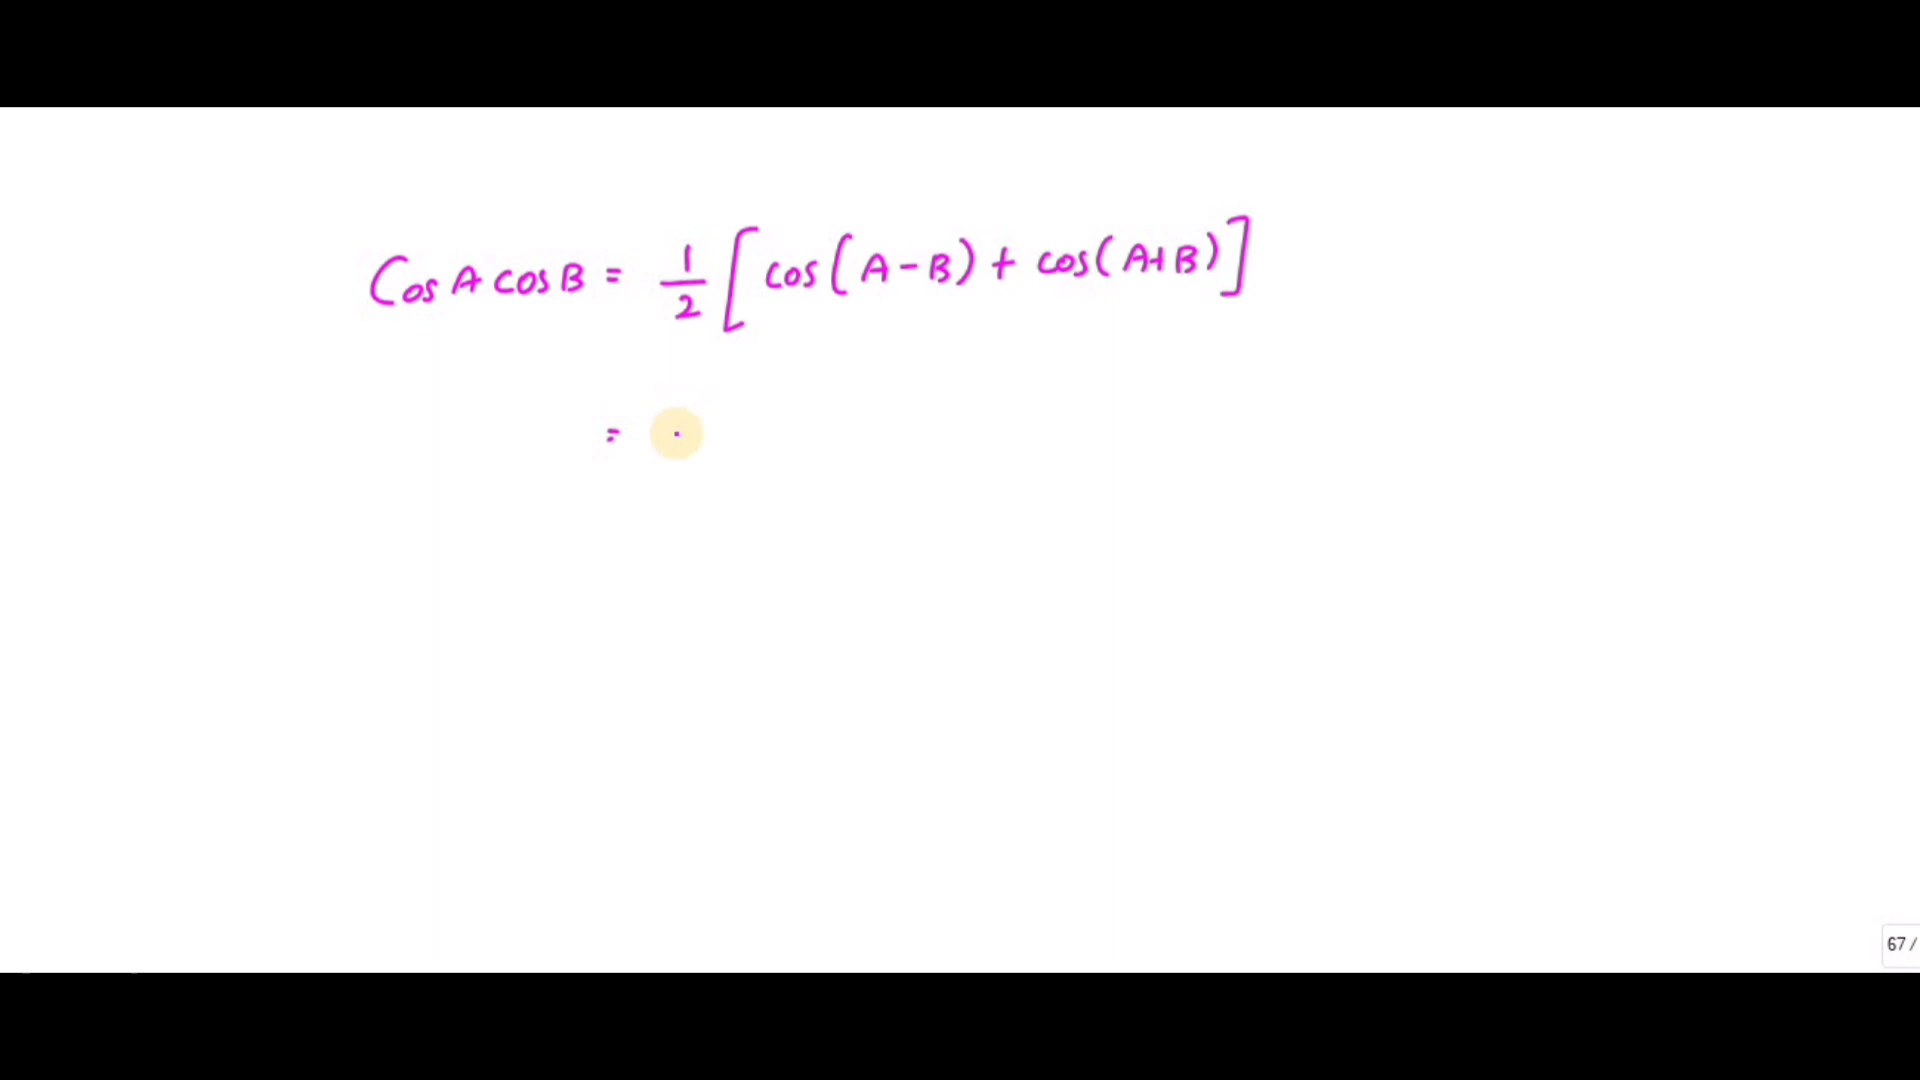 Cos A cos B = 1/2 [cos(A-B) + cos(A+B)]
=
67 /